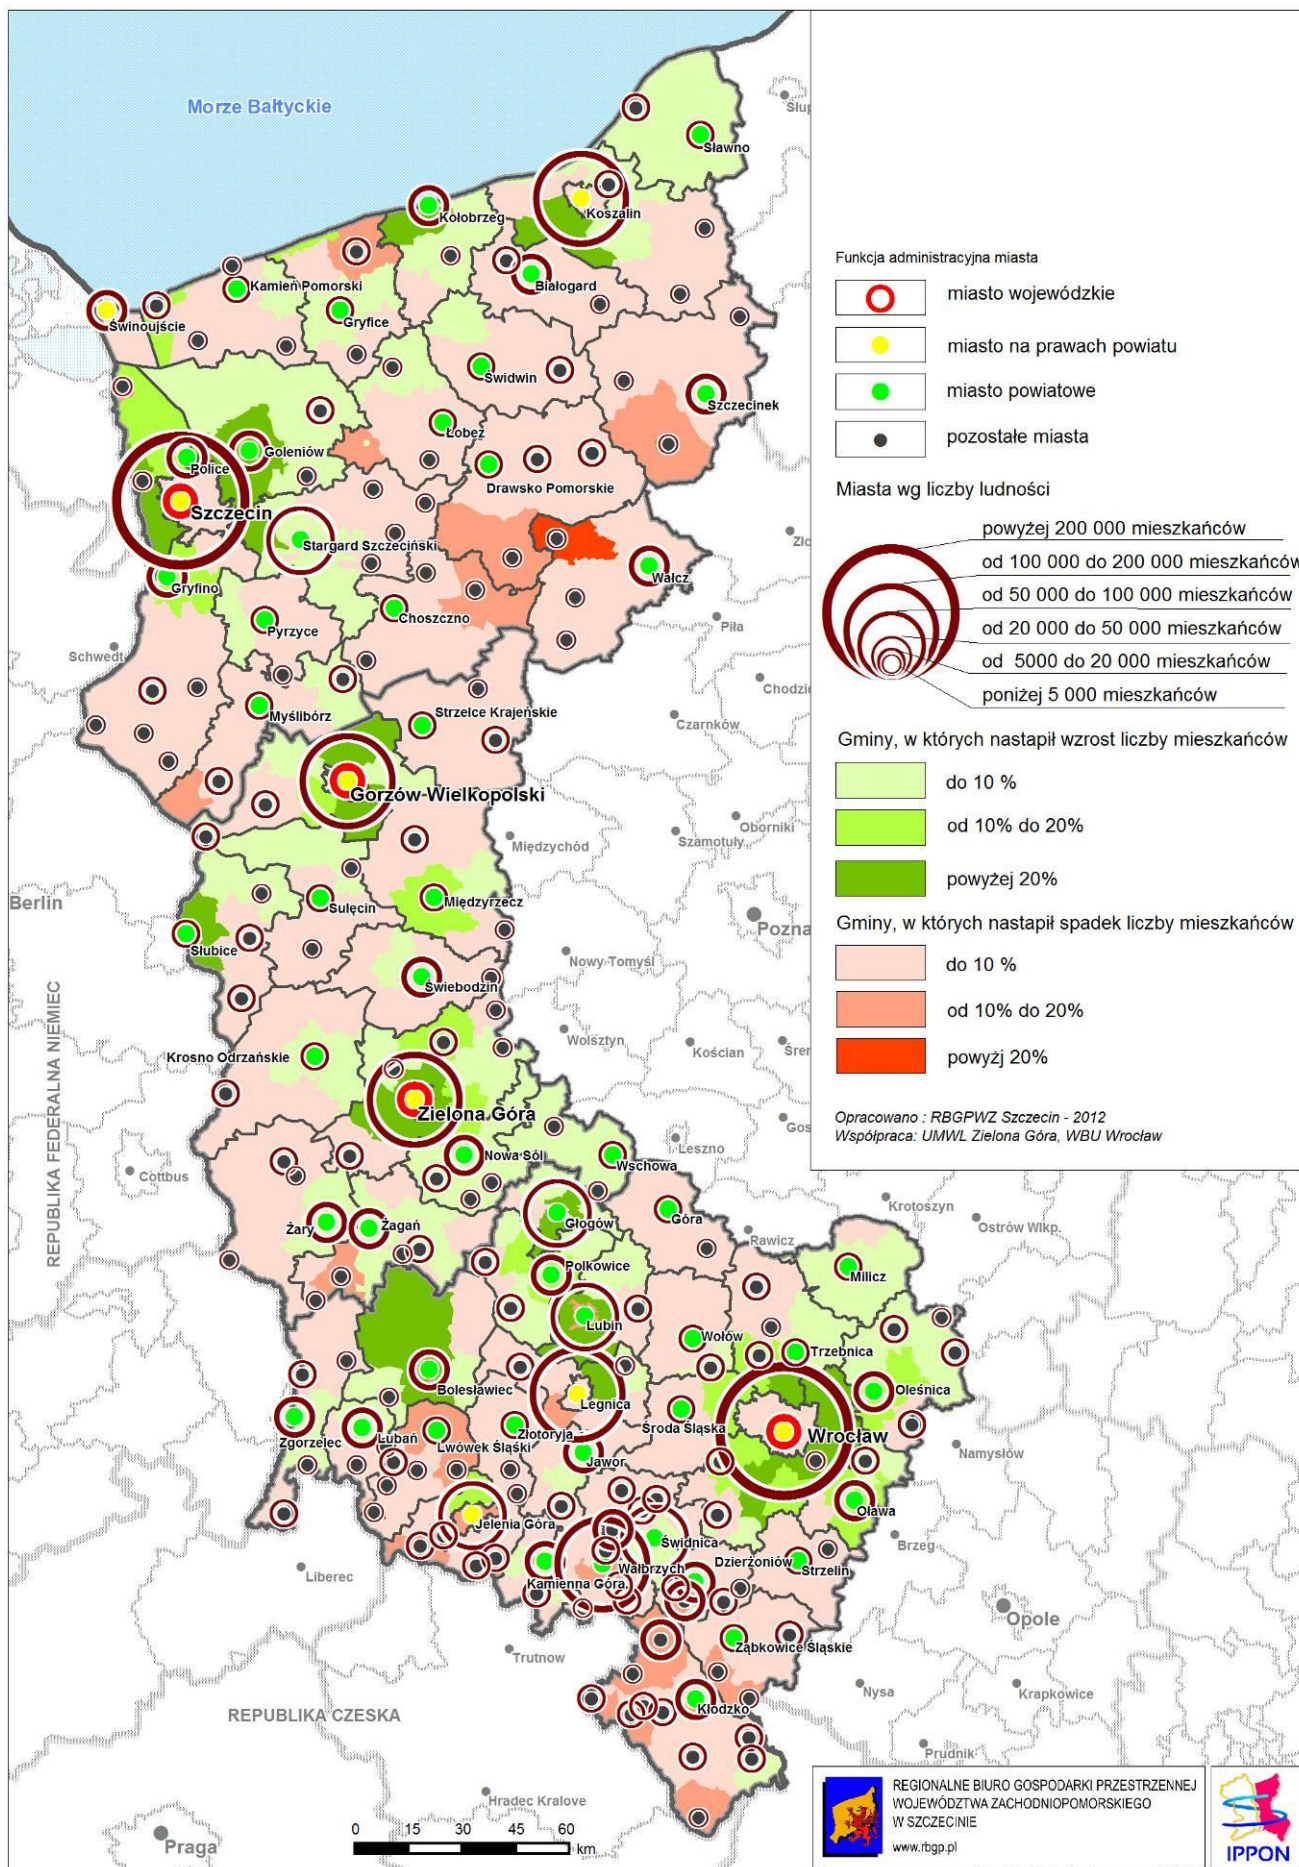 Morze Bałtyckie
Sławno
Koszalin
Kołobrzeg
Białogard
Kamień Pomorski
Świnoujście
Gryfice
Świdwin
Szczecinek
Łobez
Goleniów
Police
Drawsko Pomorskie
Szczecin
Stargard Szczeciński
Wałcz
Gryfino
Choszczno
Pyrzyce
Piła
Schwedt
Myślibórz
Strzelce Krajeńskie
Czarnków
Gorzów Wielkopolski
Oborniki
Międzychód
Szamotuły
Berlin
Sulęcin
Międzyrzecz
Słubice
Nowy Tomyśl
Świebodzin
REPUBLIKA FEDERALNA NIEMIEC
Wolsztyn
Kościan
Krosno Odrzańskie
Zielona Góra
Leszno
Nowa Sól
Wschowa
Cottbus
Krotoszyn
Głogów
Góra
Ostrów Wlkp.
Żary
Żagań
Rawicz
Polkowice
Milicz
Lubin
Wołów
Trzebnica
Bolesławiec
Oleśnica
Legnica
Zgorzelec
Lubań
Złotoryja
Środa Śląska
Wrocław
Lwówek Śląśki
Jawor
Namysłów
Oława
Jelenia Góra
Świdnica
Brzeg
Wałbrzych
Dzierżoniów
Strzelin
Liberec
Kamienna Góra
Opole
Trutnow
Ząbkowice Śląskie
Nysa
Krapkowice
Kłodzko
REPUBLIKA CZESKA
Prudnik
Hradec Kralove
Praga
0 15 30 45 60
km
Funkcja administracyjna miasta
miasto wojewódzkie
miasto na prawach powiatu
miasto powiatowe
pozostałe miasta
Miasta wg liczby ludności
powyżej 200 000 mieszkańców
od 100 000 do 200 000 mieszkańców
od 50 000 do 100 000 mieszkańców
od 20 000 do 50 000 mieszkańców
od 5000 do 20 000 mieszkańców
poniżej 5 000 mieszkańców
Gminy, w których nastapił wzrost liczby mieszkańców
do 10 %
od 10% do 20%
powyżej 20%
Gminy, w których nastapił spadek liczby mieszkańców
do 10 %
od 10% do 20%
powyżj 20%
Opracowano : RBGPWZ Szczecin - 2012
Współpraca: UMWL Zielona Góra, WBU Wrocław
REGIONALNE BIURO GOSPODARKI PRZESTRZENNEJ
WOJEWÓDZTWA ZACHODNIOPOMORSKIEGO
W SZCZECINIE
www.rbgp.pl
IPPON